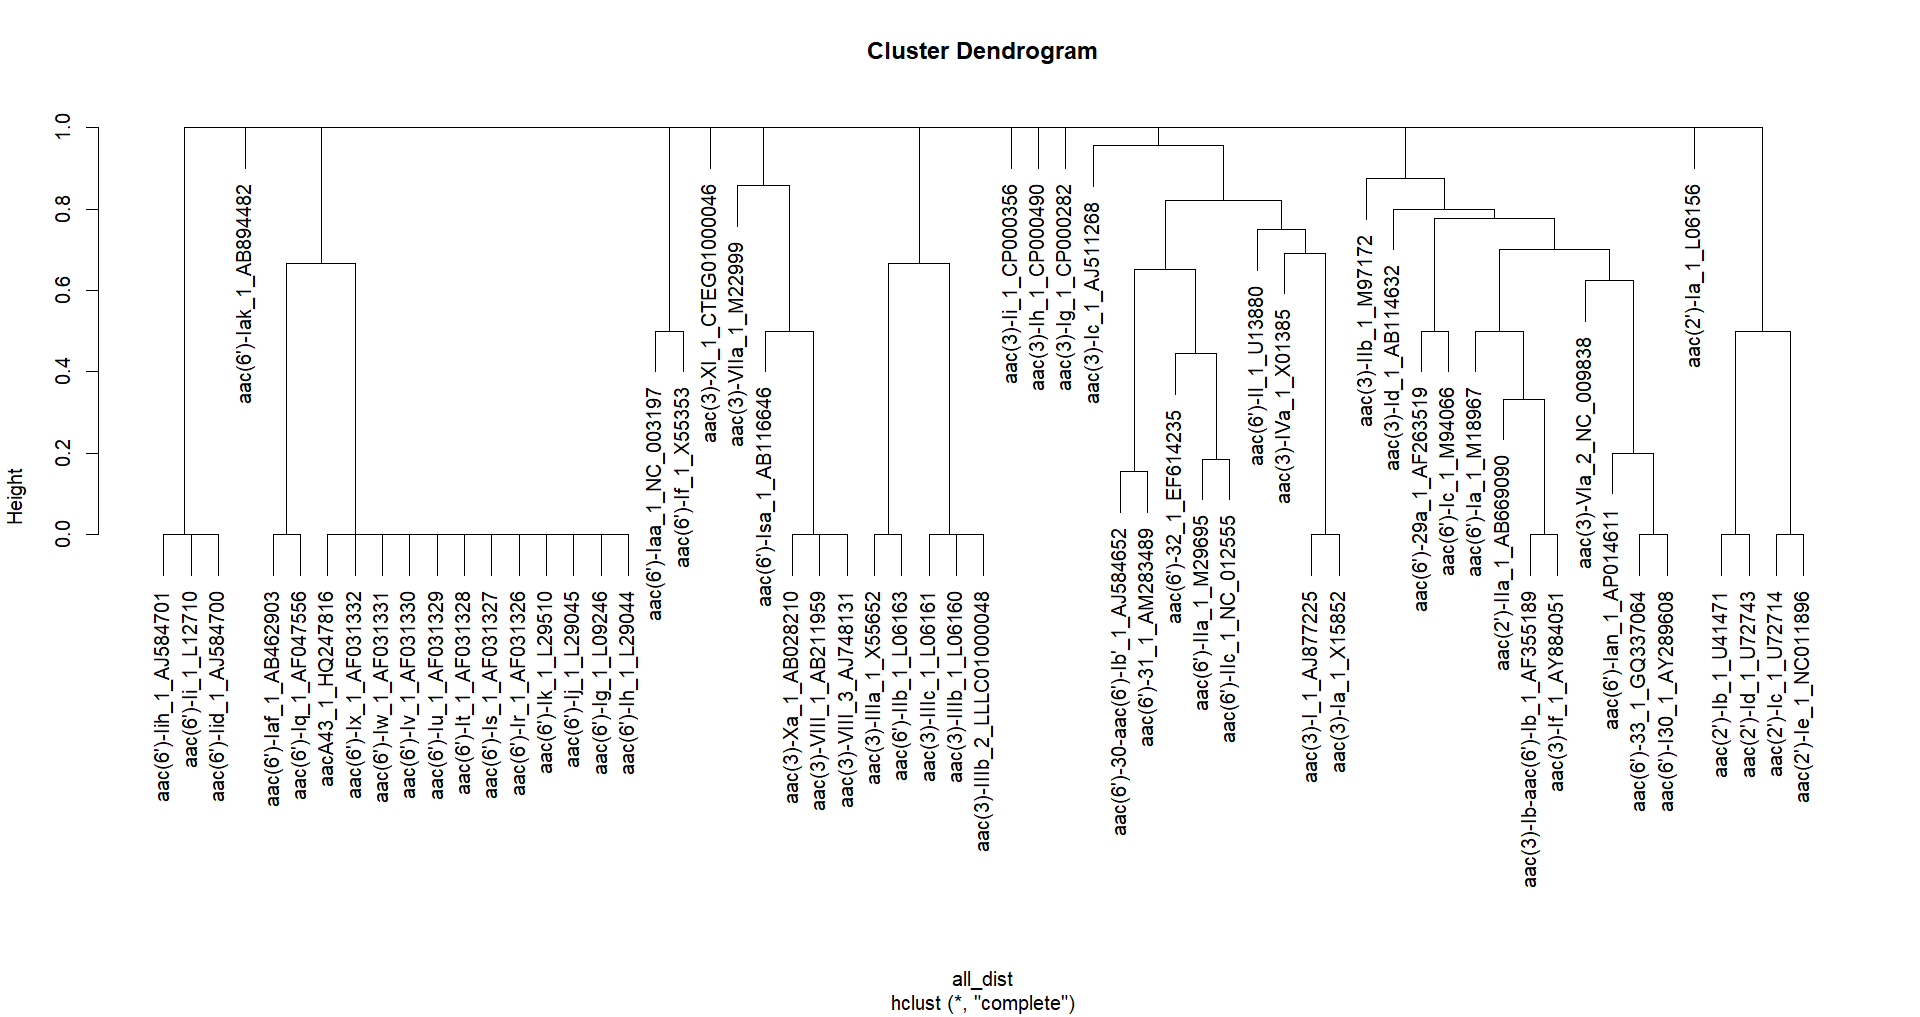 Cluster Dendrogram
Height
0.0
0.2
0.4
0.6
0.8
1.0
aac(6')-Iih_1_AJ584701
aac(6')-Ii_1_L12710
aac(6')-Iid_1_AJ584700
aac(6')-Iak_1_AB894482
aac(6')-Iaf_1_AB462903
aac(6')-Iq_1_AF047556
aacA43_1_HQ247816
aac(6')-Ix_1_AF031332
aac(6')-Iw_1_AF031331
aac(6')-Iv_1_AF031330
aac(6')-Iu_1_AF031329
aac(6')-It_1_AF031328
aac(6')-Is_1_AF031327
aac(6')-Ir_1_AF031326
aac(6')-Ik_1_L29510
aac(6')-Ij_1_L29045
aac(6')-Ig_1_L09246
aac(6')-Ih_1_L29044
aac(6')-Iaa_1_NC_003197
aac(6')-If_1_X55353
aac(3)-XI_1_CTEG01000046
aac(3)-VIIa_1_M22999
aac(6')-Isa_1_AB116646
aac(3)-Xa_1_AB028210
aac(3)-VIII_1_AB211959
aac(3)-VIII_3_AJ748131
aac(3)-IIIa_1_X55652
aac(6')-IIb_1_L06163
aac(3)-IIIc_1_L06161
aac(3)-IIIb_1_L06160
aac(3)-IIIb_2_LLLC01000048
aac(3)-Ii_1_CP000356
aac(3)-Ih_1_CP000490
aac(3)-Ig_1_CP000282
aac(3)-Ic_1_AJ511268
aac(6')-30-aac(6')-Ib'_1_AJ584652
aac(6')-31_1_AM283489
aac(6')-32_1_EF614235
aac(6')-IIa_1_M29695
aac(6')-IIc_1_NC_012555
aac(6')-Il_1_U13880
aac(3)-IVa_1_X01385
aac(3)-I_1_AJ877225
aac(3)-Ia_1_X15852
aac(3)-IIb_1_M97172
aac(3)-Id_1_AB114632
aac(6')-29a_1_AF263519
aac(6')-Ic_1_M94066
aac(6')-Ia_1_M18967
aac(2')-IIa_1_AB669090
aac(3)-Ib-aac(6')-Ib_1_AF355189
aac(3)-If_1_AY884051
aac(3)-VIa_2_NC_009838
aac(6')-Ian_1_AP014611
aac(6')-33_1_GQ337064
aac(6')-I30_1_AY289608
aac(2')-Ia_1_L06156
aac(2')-Ib_1_U41471
aac(2')-Id_1_U72743
aac(2')-Ic_1_U72714
aac(2')-Ie_1_NC011896
all_dist
hclust (*, "complete")